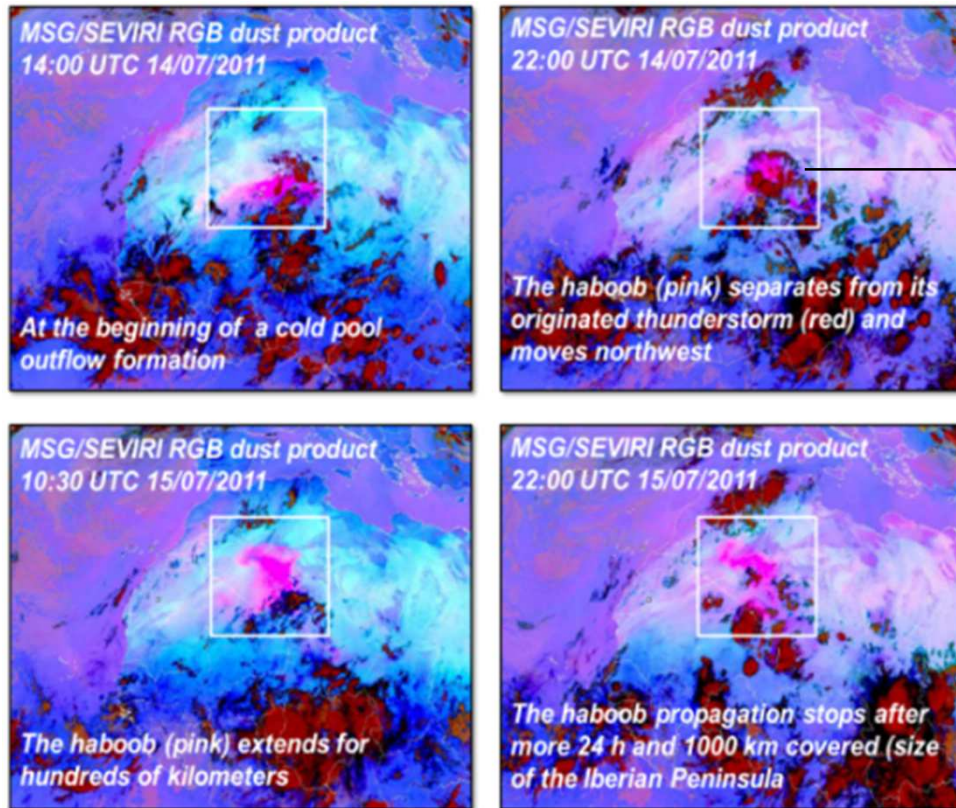 MSG/SEVIRI RGB dust product
14:00 UTC 14/07/2011
At the beginning of a cold pool
outflow formation
MSG/SEVIRI RGB dust product
22:00 UTC 14/07/2011
The haboob (pink) separates from its
originated thunderstorm (red) and
moves northwest
MSG/SEVIRI RGB dust product
10:30 UTC 15/07/2011
The haboob (pink) extends for
hundreds of kilometers
MSG/SEVIRI RGB dust product
22:00 UTC 15/07/2011
The haboob propagation stops after
more 24 h and 1000 km covered (size
of the Iberian Peninsula